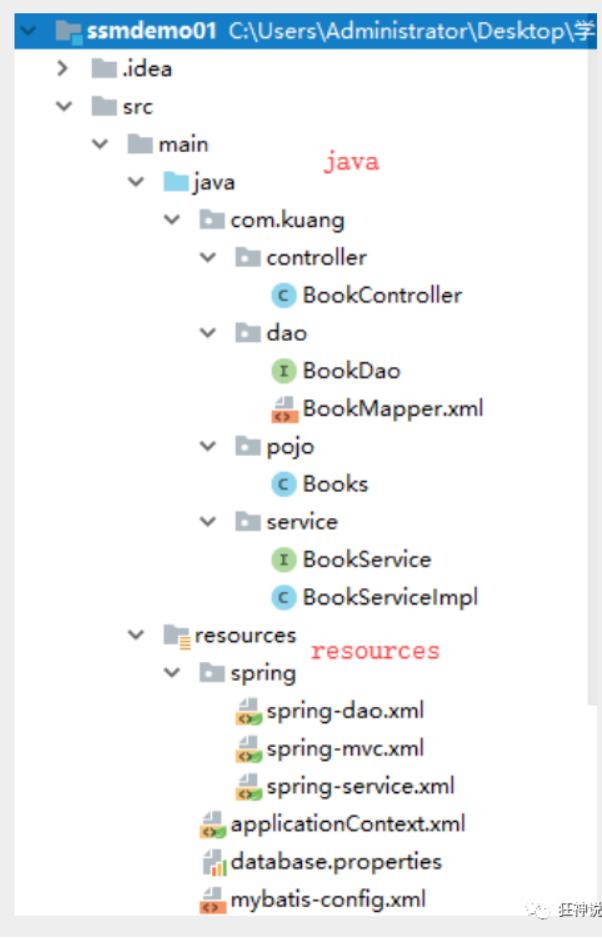 ssmdemo01 C:\Users\Administrator\Desktop\学
.idea
src
main
java
java
com.kuang
controller
C BookController
dao
I BookDao
BookMapper.xml
pojo
C Books
service
I BookService
C BookServiceImpl
resources
resources
spring
spring-dao.xml
spring-mvc.xml
spring-service.xml
applicationContext.xml
database.properties
mybatis-config.xml
狂神说